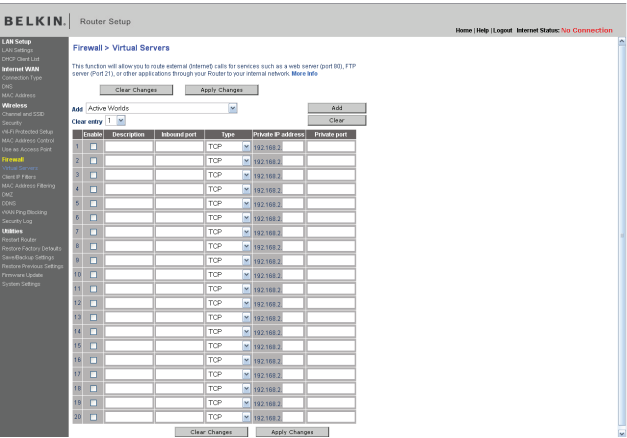 BELKIN. Router Setup
Home | Help | Logout Internet Status: No Connection
LAN Setup
LAN Settings
DHCP Client List
Internet WAN
Connection Type
DNS
MAC Address
Wireless
Channel and SSID
Security
Wi-Fi Protected Setup
MAC Address Control
Use as Access Point
Firewall
Virtual Servers
Client IP Filters
MAC Address Filtering
DMZ
DDNS
WAN Ping Blocking
Security Log
Utilities
Restart Router
Restore Factory Defaults
Save/Backup Settings
Restore Previous Settings
Firmware Update
System Settings
Firewall > Virtual Servers
This function will allow you to route external (Internet) calls for services such as a web server (port 80), FTP
server (Port 21), or other applications through your Router to your internal network. More Info
Clear Changes Apply Changes
Add Active Worlds Add
Clear entry 1 Clear
Enable Description Inbound port Type Private IP address Private port
1 TCP 192.168.2.
2 TCP 192.168.2.
3 TCP 192.168.2.
4 TCP 192.168.2.
5 TCP 192.168.2.
6 TCP 192.168.2.
7 TCP 192.168.2.
8 TCP 192.168.2.
9 TCP 192.168.2.
10 TCP 192.168.2.
11 TCP 192.168.2.
12 TCP 192.168.2.
13 TCP 192.168.2.
14 TCP 192.168.2.
15 TCP 192.168.2.
16 TCP 192.168.2.
17 TCP 192.168.2.
18 TCP 192.168.2.
19 TCP 192.168.2.
20 TCP 192.168.2.
Clear Changes Apply Changes